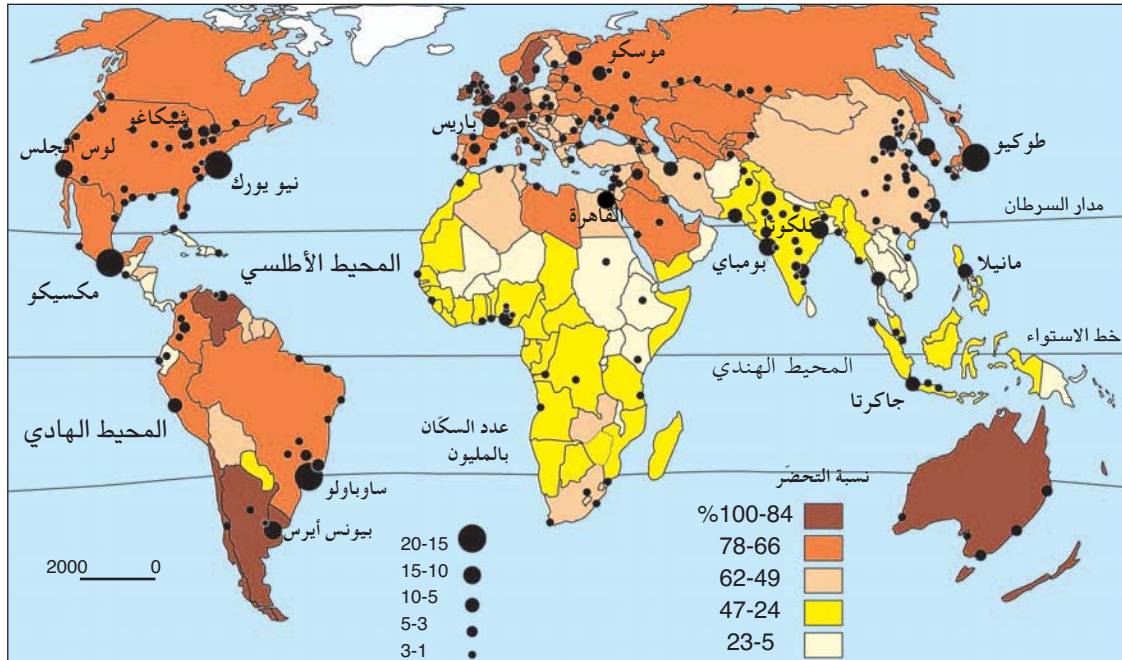 موسكو
شيكاغو
باريس
لوس انجلس
طوكيو
نيو يورك
القاهرة
كلكوتا
مدار السرطان
المحيط الأطلسي
بومباي
مانيلا
مكسيكو
خط الاستواء
المحيط الهندي
جاكرتا
المحيط الهادي
عدد السكّان
بالمليون
نسبة التحضّر
ساوباولو
بيونس أيرس
%100-84
78-66
62-49
47-24
23-5
20-15
15-10
10-5
5-3
3-1
2000 0